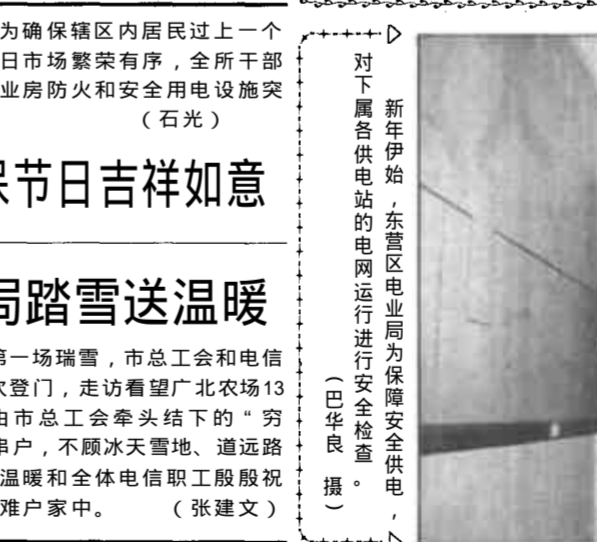 为确保辖区内居民过上一个
日市场繁荣有序，全所干部
业房防火和安全用电设施突
（石光）
节日吉祥如意
局踏雪送温暖
第一场瑞雪，市总工会和电信
次登门，走访看望广北农场13
由市总工会牵头结下的“穷
串户，不顾冰天雪地、道远路
温暖和全体电信职工殷殷祝
难户家中。（张建文）
新年伊始，东营区电业局为保障安全供电，
对下属各供电站的电网运行进行安全检查。
（巴华良 摄）